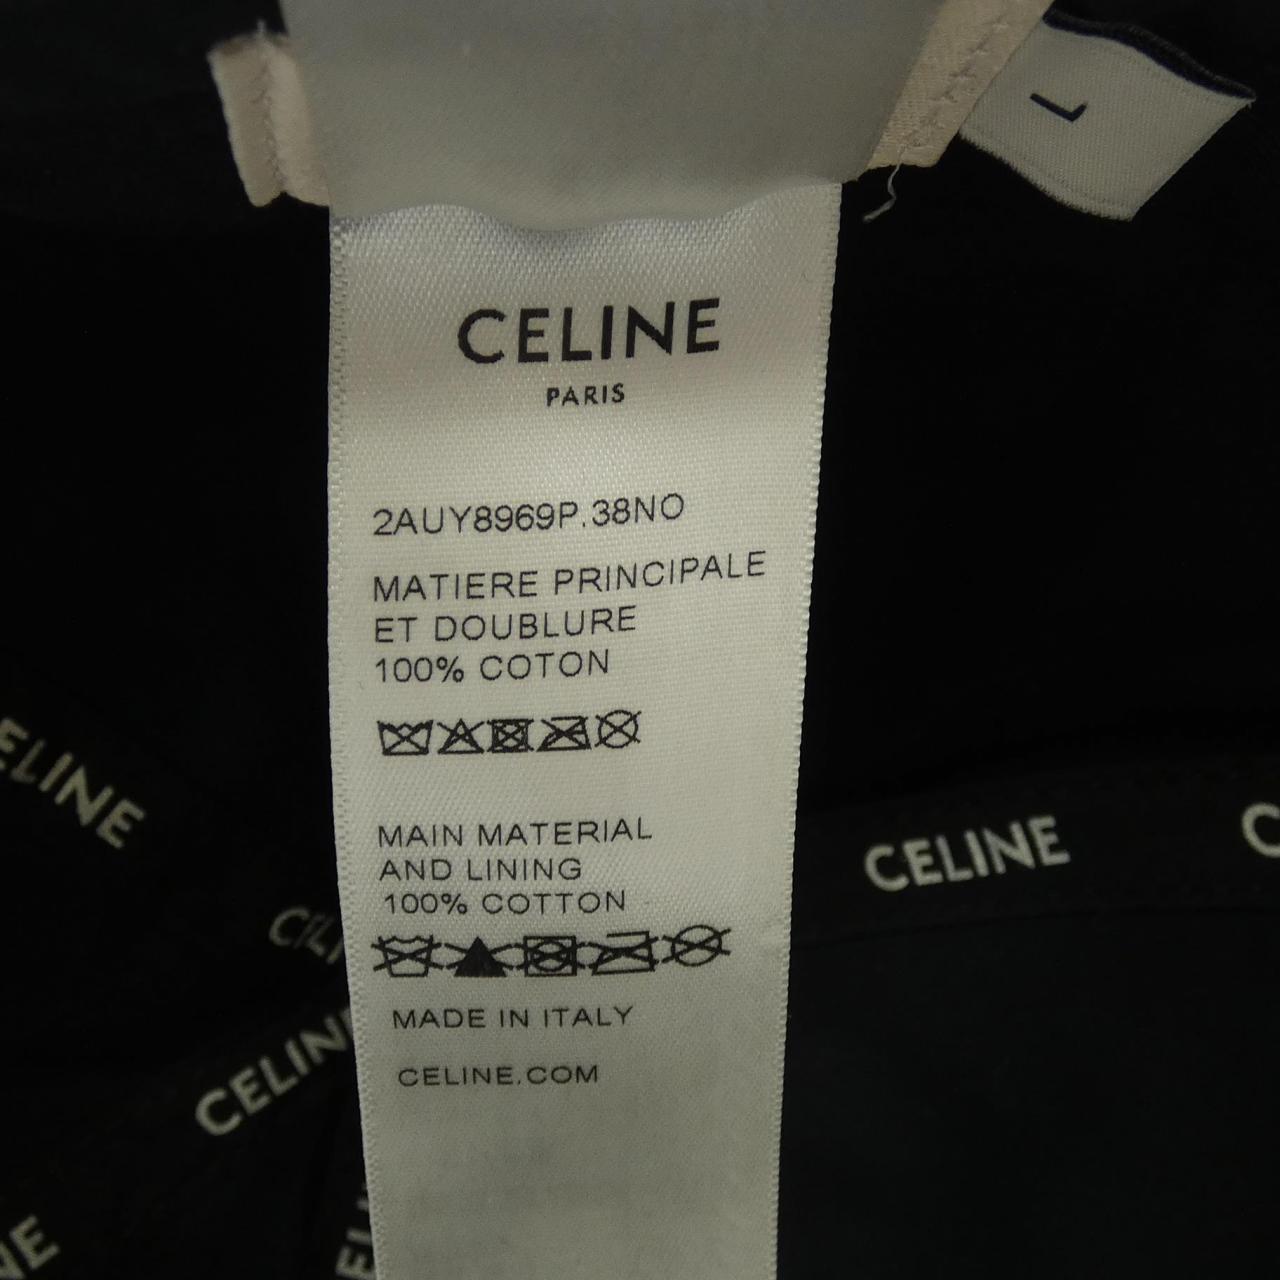 L
CELINE
PARIS
2AUY8969P.38NO
MATIERE PRINCIPALE
ET DOUBLURE
100% COTON
MAIN MATERIAL
AND LINING
100% COTTON
MADE IN ITALY
CELINE.COM
CELINE
CELINE
CELINE